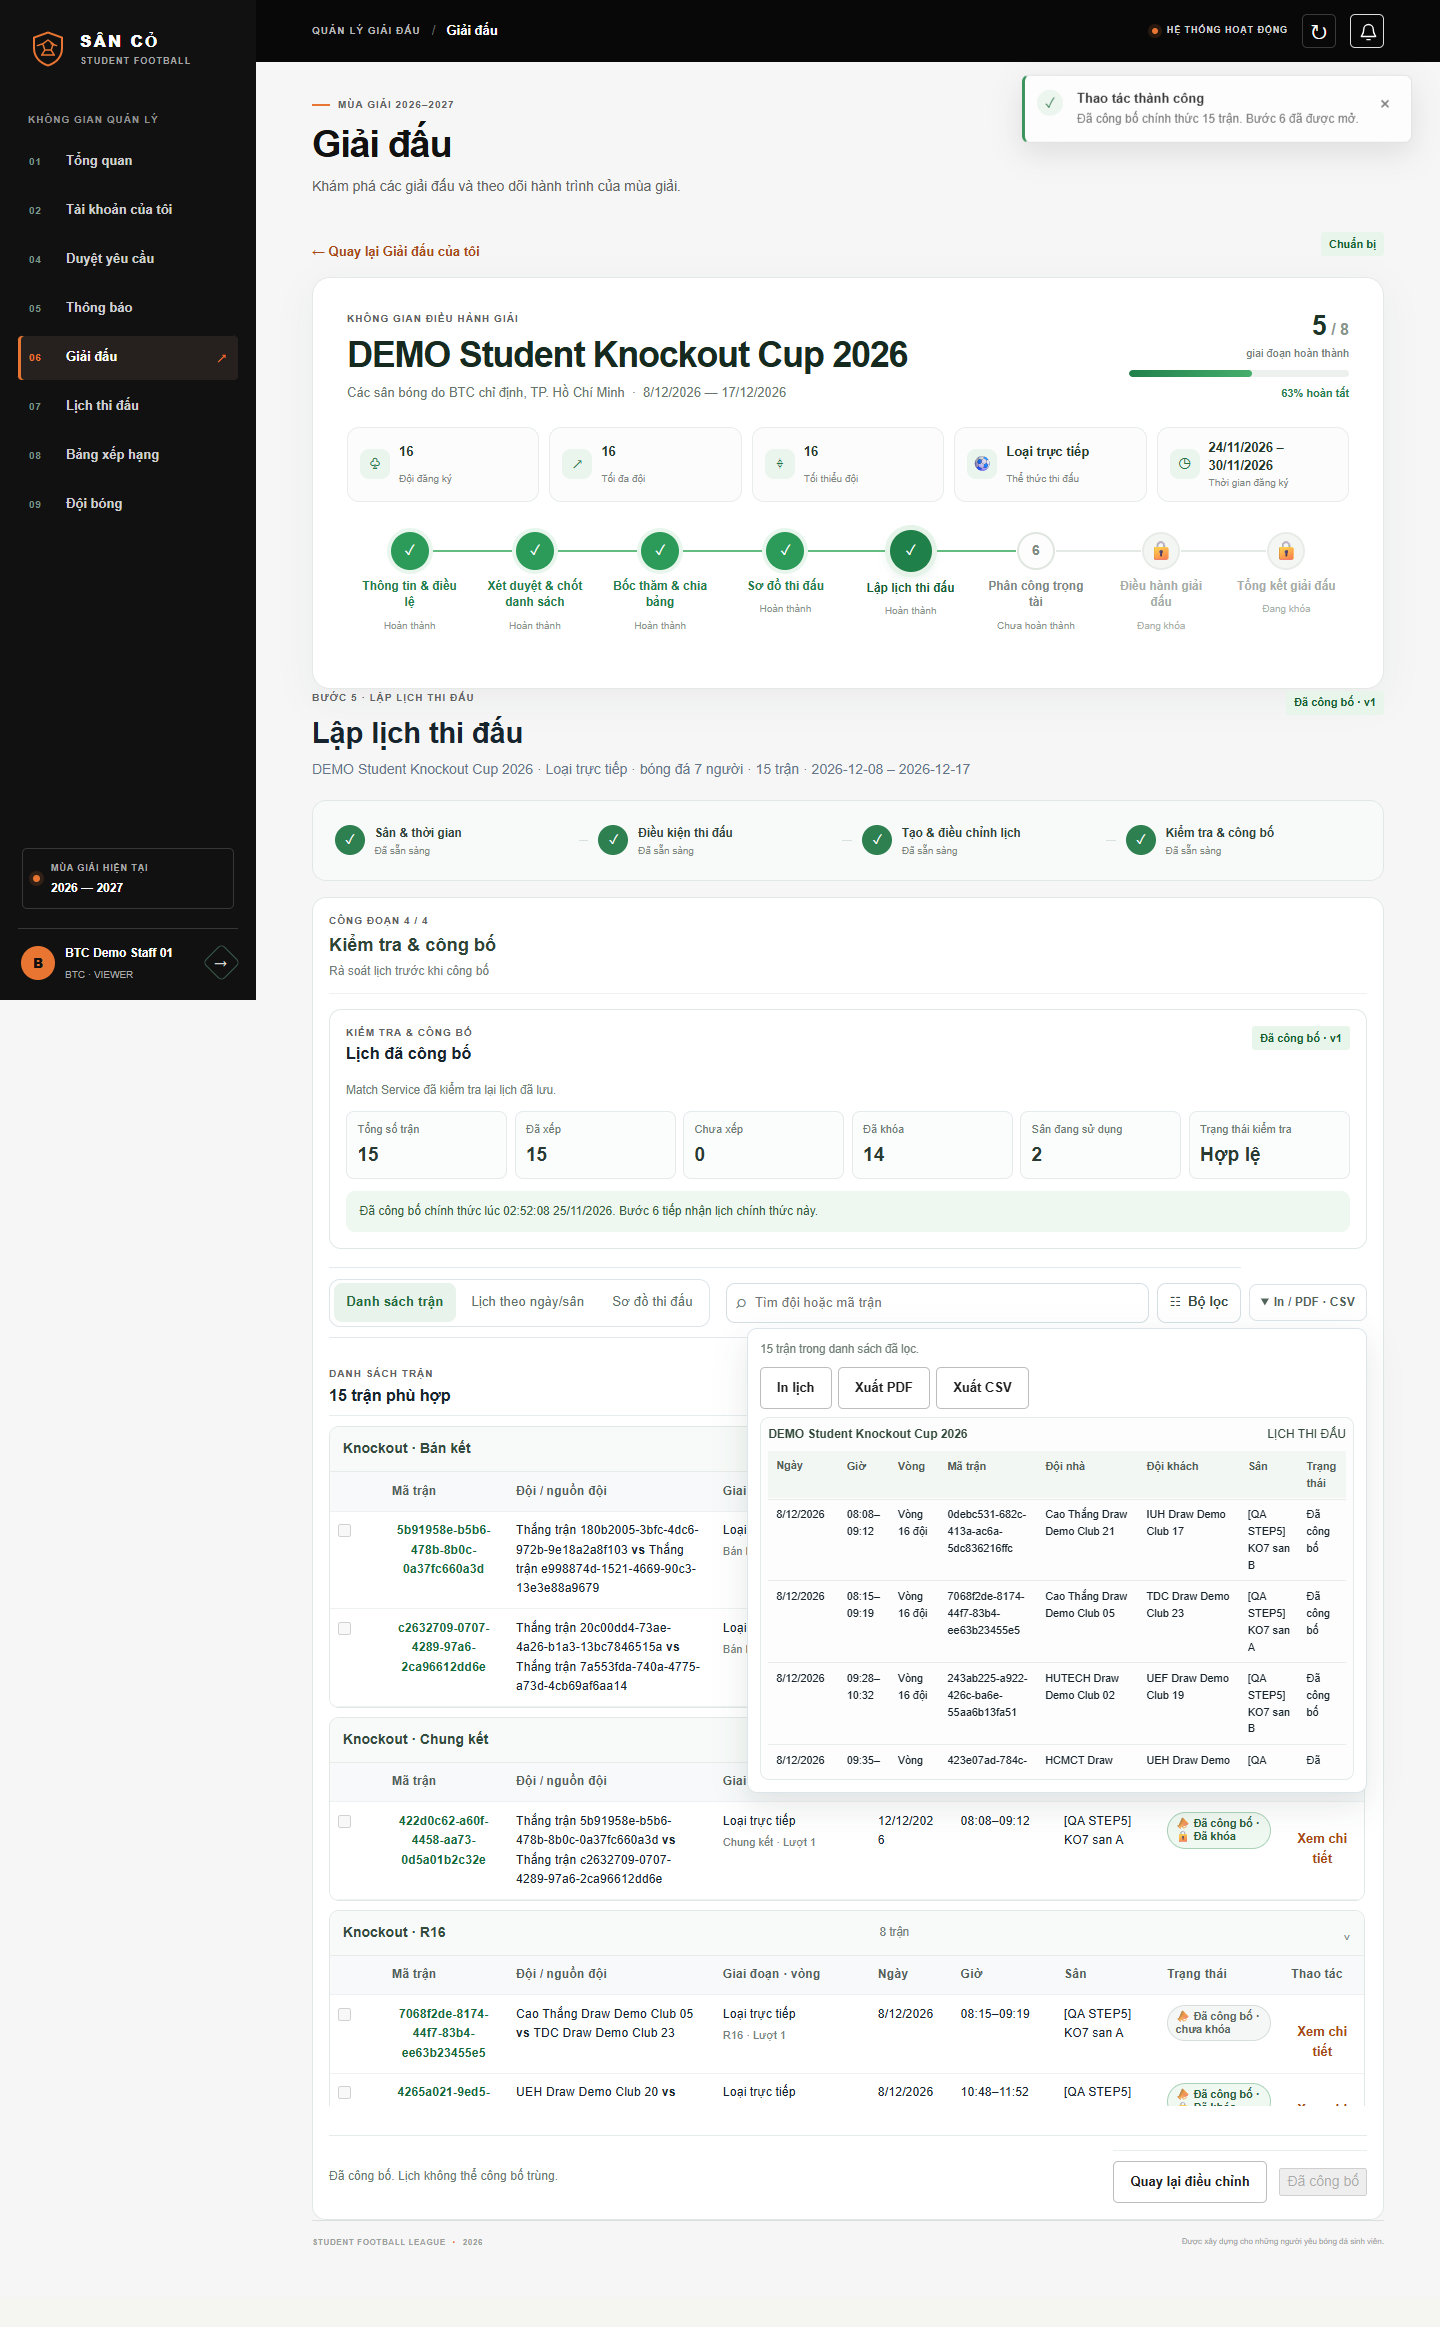 SÂN CỎ
STUDENT FOOTBALL
KHÔNG GIAN QUẢN LÝ
01 Tổng quan
02 Tài khoản của tôi
04 Duyệt yêu cầu
05 Thông báo
06 Giải đấu ↗
07 Lịch thi đấu
08 Bảng xếp hạng
09 Đội bóng
MÙA GIẢI HIỆN TẠI
2026 — 2027
B
BTC Demo Staff 01
BTC · VIEWER
→
QUẢN LÝ GIẢI ĐẤU / Giải đấu
HỆ THỐNG HOẠT ĐỘNG
↻
✓ Thao tác thành công ×
Đã công bố chính thức 15 trận. Bước 6 đã được mở.
MÙA GIẢI 2026–2027
Giải đấu
Khám phá các giải đấu và theo dõi hành trình của mùa giải.
← Quay lại Giải đấu của tôi
Chuẩn bị
KHÔNG GIAN ĐIỀU HÀNH GIẢI
DEMO Student Knockout Cup 2026
Các sân bóng do BTC chỉ định, TP. Hồ Chí Minh · 8/12/2026 — 17/12/2026
5 / 8
giai đoạn hoàn thành
63% hoàn tất
16
Đội đăng ký
16
Tối đa đội
16
Tối thiểu đội
Loại trực tiếp
Thể thức thi đấu
24/11/2026 –
30/11/2026
Thời gian đăng ký
✓
Thông tin & điều
lệ
Hoàn thành
✓
Xét duyệt & chốt
danh sách
Hoàn thành
✓
Bốc thăm & chia
bảng
Hoàn thành
✓
Sơ đồ thi đấu
Hoàn thành
✓
Lập lịch thi đấu
Hoàn thành
6
Phân công trọng
tài
Chưa hoàn thành
Điều hành giải
đấu
Đang khóa
Tổng kết giải đấu
Đang khóa
BƯỚC 5 · LẬP LỊCH THI ĐẤU
Đã công bố · v1
Lập lịch thi đấu
DEMO Student Knockout Cup 2026 · Loại trực tiếp · bóng đá 7 người · 15 trận · 2026-12-08 – 2026-12-17
✓ Sân & thời gian
Đã sẵn sàng
✓ Điều kiện thi đấu
Đã sẵn sàng
✓ Tạo & điều chỉnh lịch
Đã sẵn sàng
✓ Kiểm tra & công bố
Đã sẵn sàng
CÔNG ĐOẠN 4 / 4
Kiểm tra & công bố
Rà soát lịch trước khi công bố
KIỂM TRA & CÔNG BỐ
Lịch đã công bố
Đã công bố · v1
Match Service đã kiểm tra lại lịch đã lưu.
Tổng số trận
15
Đã xếp
15
Chưa xếp
0
Đã khóa
14
Sân đang sử dụng
2
Trạng thái kiểm tra
Hợp lệ
Đã công bố chính thức lúc 02:52:08 25/11/2026. Bước 6 tiếp nhận lịch chính thức này.
Danh sách trận Lịch theo ngày/sân Sơ đồ thi đấu
Tìm đội hoặc mã trận
Bộ lọc
▼ In / PDF · CSV
15 trận trong danh sách đã lọc.
In lịch Xuất PDF Xuất CSV
DEMO Student Knockout Cup 2026 LỊCH THI ĐẤU
Ngày Giờ Vòng Mã trận Đội nhà Đội khách Sân Trạng
thái
8/12/2026 08:08– Vòng 0debc531-682c- Cao Thắng Draw IUH Draw Demo [QA Đã
09:12 16 đội 413a-ac6a- Demo Club 21 Club 17 STEP5] công
5dc836216ffc KO7 san bố
B
8/12/2026 08:15– Vòng 7068f2de-8174- Cao Thắng Draw TDC Draw Demo [QA Đã
09:19 16 đội 44f7-83b4- Demo Club 05 Club 23 STEP5] công
ee63b23455e5 KO7 san bố
A
8/12/2026 09:28– Vòng 243ab225-a922- HUTECH Draw UEF Draw Demo [QA Đã
10:32 16 đội 426c-ba6e- Demo Club 02 Club 19 STEP5] công
55aa6b13fa51 KO7 san bố
B
8/12/2026 09:35– Vòng 423e07ad-784c- HCMCT Draw UEH Draw Demo [QA Đã
DANH SÁCH TRẬN
15 trận phù hợp
Knockout · Bán kết
Mã trận Đội / nguồn đội Giai
5b91958e-b5b6- Thắng trận 180b2005-3bfc-4dc6- Loại
478b-8b0c- 972b-9e18a2a8f103 vs Thắng Bán
0a37fc660a3d trận e998874d-1521-4669-90c3-
13e3e88a9679
c2632709-0707- Thắng trận 20c00dd4-73ae- Loại
4289-97a6- 4a26-b1a3-13bc7846515a vs Bán
2ca96612dd6e Thắng trận 7a553fda-740a-4775-
a73d-4cb69af6aa14
Knockout · Chung kết
Mã trận Đội / nguồn đội Giai
422d0c62-a60f- Thắng trận 5b91958e-b5b6- Loại trực tiếp 12/12/202 08:08–09:12 [QA STEP5] Đã công bố ·
4458-aa73- 478b-8b0c-0a37fc660a3d vs Chung kết · Lượt 1 6 KO7 san A Đã khóa Xem chi
0d5a01b2c32e Thắng trận c2632709-0707- tiết
4289-97a6-2ca96612dd6e
Knockout · R16 8 trận v
Mã trận Đội / nguồn đội Giai đoạn · vòng Ngày Giờ Sân Trạng thái Thao tác
7068f2de-8174- Cao Thắng Draw Demo Club 05 Loại trực tiếp 8/12/2026 08:15–09:19 [QA STEP5] Đã công bố ·
44f7-83b4- vs TDC Draw Demo Club 23 R16 · Lượt 1 KO7 san A chưa khóa Xem chi
ee63b23455e5 tiết
4265a021-9ed5- UEH Draw Demo Club 20 vs Loại trực tiếp 8/12/2026 10:48–11:52 [QA STEP5] Đã công bố ·
Đã công bố. Lịch không thể công bố trùng.
Quay lại điều chỉnh Đã công bố
STUDENT FOOTBALL LEAGUE · 2026
Được xây dựng cho những người yêu bóng đá sinh viên.